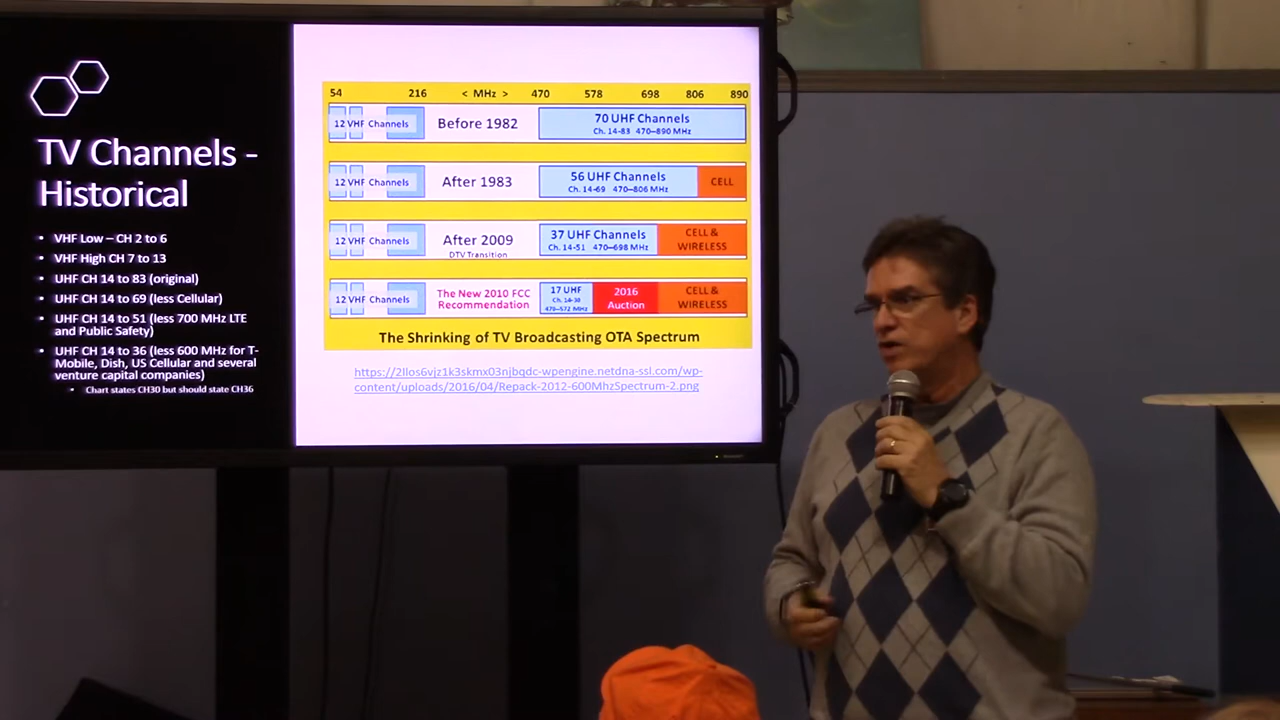 TV Channels -
Historical
• VHF Low – CH 2 to 6
• VHF High CH 7 to 13
• UHF CH 14 to 83 (original)
• UHF CH 14 to 69 (less Cellular)
• UHF CH 14 to 51 (less 700 MHz LTE
and Public Safety)
• UHF CH 14 to 36 (less 600 MHz for T-
Mobile, Dish, US Cellular and several
venture capital companies)
• Chart states CH30 but should state CH36
54 216 < MHz > 470 578 698 806 890
12 VHF Channels Before 1982 70 UHF Channels
Ch. 14-83 470–890 MHz
12 VHF Channels After 1983 56 UHF Channels CELL
Ch. 14-69 470–806 MHz
12 VHF Channels After 2009 37 UHF Channels CELL &
DTV Transition Ch. 14-51 470–698 MHz WIRELESS
12 VHF Channels The New 2010 FCC 17 UHF 2016 CELL &
Recommendation Ch. 14-30 Auction WIRELESS
470–572 MHz
The Shrinking of TV Broadcasting OTA Spectrum
https://2llos6vjz1k3skmx03njbqdc-wpengine.netdna-ssl.com/wp-
content/uploads/2016/04/Repack-2012-600MhzSpectrum-2.png